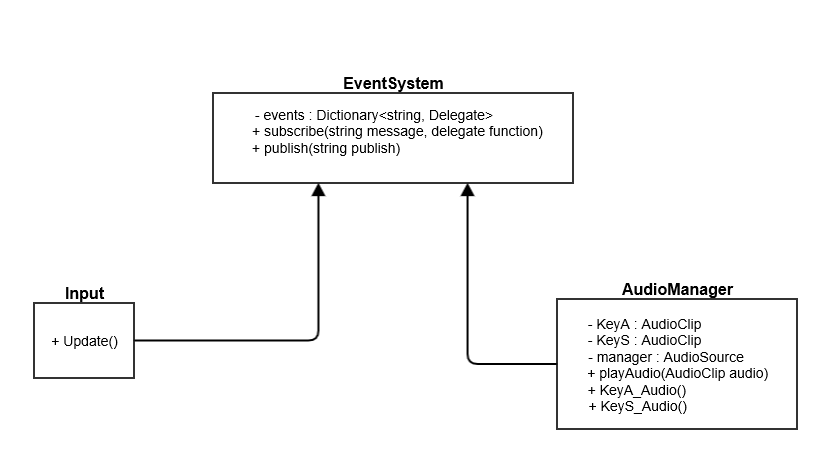 EventSystem
- events : Dictionary<string, Delegate>
+ subscribe(string message, delegate function)
+ publish(string publish)
Input
+ Update()
AudioManager
- KeyA : AudioClip
- KeyS : AudioClip
- manager : AudioSource
+ playAudio(AudioClip audio)
+ KeyA_Audio()
+ KeyS_Audio()